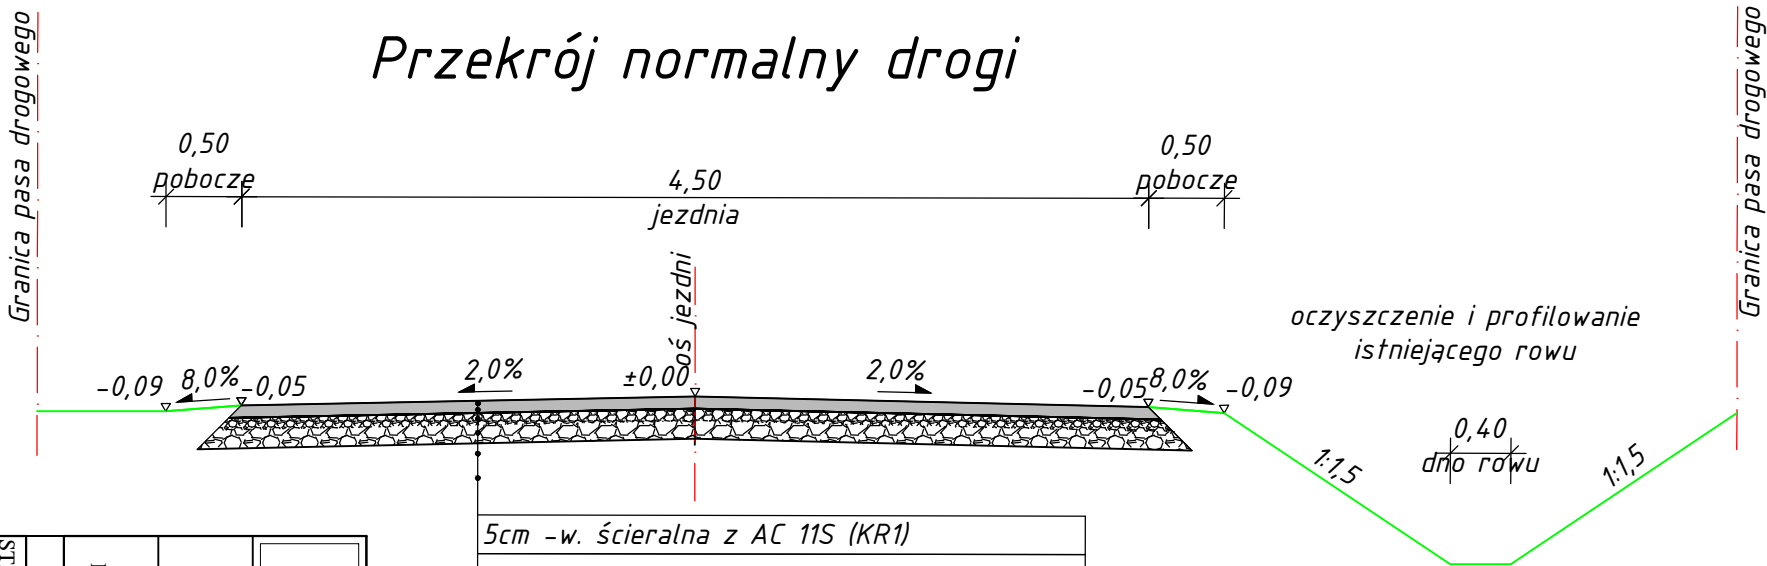 Przekrój normalny drogi
Granica pasa drogowego
Granica pasa drogowego
0,50
pobocze
4,50
jezdnia
0,50
pobocze
oś jezdni
oczyszczenie i profilowanie
istniejącego rowu
-0,09
8,0%
-0,05
2,0%
±0,00
2,0%
-0,05
8,0%
-0,09
0,40
dno rowu
1:1,5
1:1,5
5cm -w. ścieralna z AC 11S (KR1)